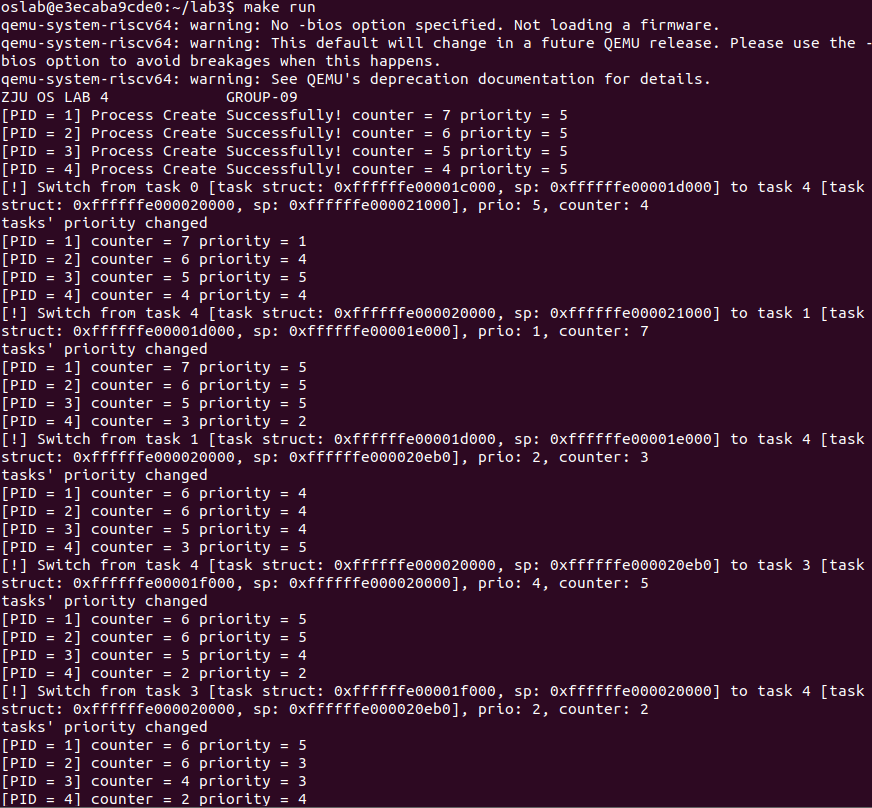 oslab@e3ecaba9cde0:~/lab3$ make run
qemu-system-riscv64: warning: No -bios option specified. Not loading a firmware.
qemu-system-riscv64: warning: This default will change in a future QEMU release. Please use the -
bios option to avoid breakages when this happens.
qemu-system-riscv64: warning: See QEMU's deprecation documentation for details.
ZJU OS LAB 4             GROUP-09
[PID = 1] Process Create Successfully! counter = 7 priority = 5
[PID = 2] Process Create Successfully! counter = 6 priority = 5
[PID = 3] Process Create Successfully! counter = 5 priority = 5
[PID = 4] Process Create Successfully! counter = 4 priority = 5
[!] Switch from task 0 [task struct: 0xffffffe00001c000, sp: 0xffffffe00001d000] to task 4 [task
struct: 0xffffffe000020000, sp: 0xffffffe000021000], prio: 5, counter: 4
tasks' priority changed
[PID = 1] counter = 7 priority = 1
[PID = 2] counter = 6 priority = 4
[PID = 3] counter = 5 priority = 5
[PID = 4] counter = 4 priority = 4
[!] Switch from task 4 [task struct: 0xffffffe000020000, sp: 0xffffffe000021000] to task 1 [task
struct: 0xffffffe00001d000, sp: 0xffffffe00001e000], prio: 1, counter: 7
tasks' priority changed
[PID = 1] counter = 7 priority = 5
[PID = 2] counter = 6 priority = 5
[PID = 3] counter = 5 priority = 5
[PID = 4] counter = 3 priority = 2
[!] Switch from task 1 [task struct: 0xffffffe00001d000, sp: 0xffffffe00001e000] to task 4 [task
struct: 0xffffffe000020000, sp: 0xffffffe000020eb0], prio: 2, counter: 3
tasks' priority changed
[PID = 1] counter = 6 priority = 4
[PID = 2] counter = 6 priority = 4
[PID = 3] counter = 5 priority = 4
[PID = 4] counter = 3 priority = 5
[!] Switch from task 4 [task struct: 0xffffffe000020000, sp: 0xffffffe000020eb0] to task 3 [task
struct: 0xffffffe00001f000, sp: 0xffffffe000020000], prio: 4, counter: 5
tasks' priority changed
[PID = 1] counter = 6 priority = 5
[PID = 2] counter = 6 priority = 5
[PID = 3] counter = 5 priority = 4
[PID = 4] counter = 2 priority = 2
[!] Switch from task 3 [task struct: 0xffffffe00001f000, sp: 0xffffffe000020000] to task 4 [task
struct: 0xffffffe000020000, sp: 0xffffffe000020eb0], prio: 2, counter: 2
tasks' priority changed
[PID = 1] counter = 6 priority = 5
[PID = 2] counter = 6 priority = 3
[PID = 3] counter = 4 priority = 3
[PID = 4] counter = 2 priority = 4